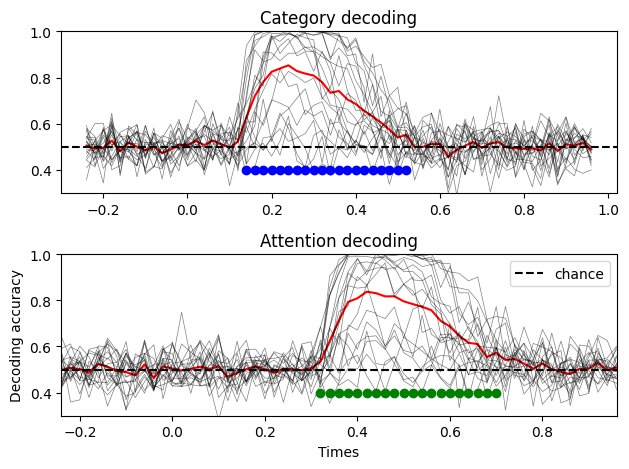 Category decoding
1.0
0.8
0.6
0.4
−0.2 0.0 0.2 0.4 0.6 0.8 1.0
Attention decoding
1.0
0.8
0.6
0.4
Decoding accuracy
chance
−0.2 0.0 0.2 0.4 0.6 0.8
Times